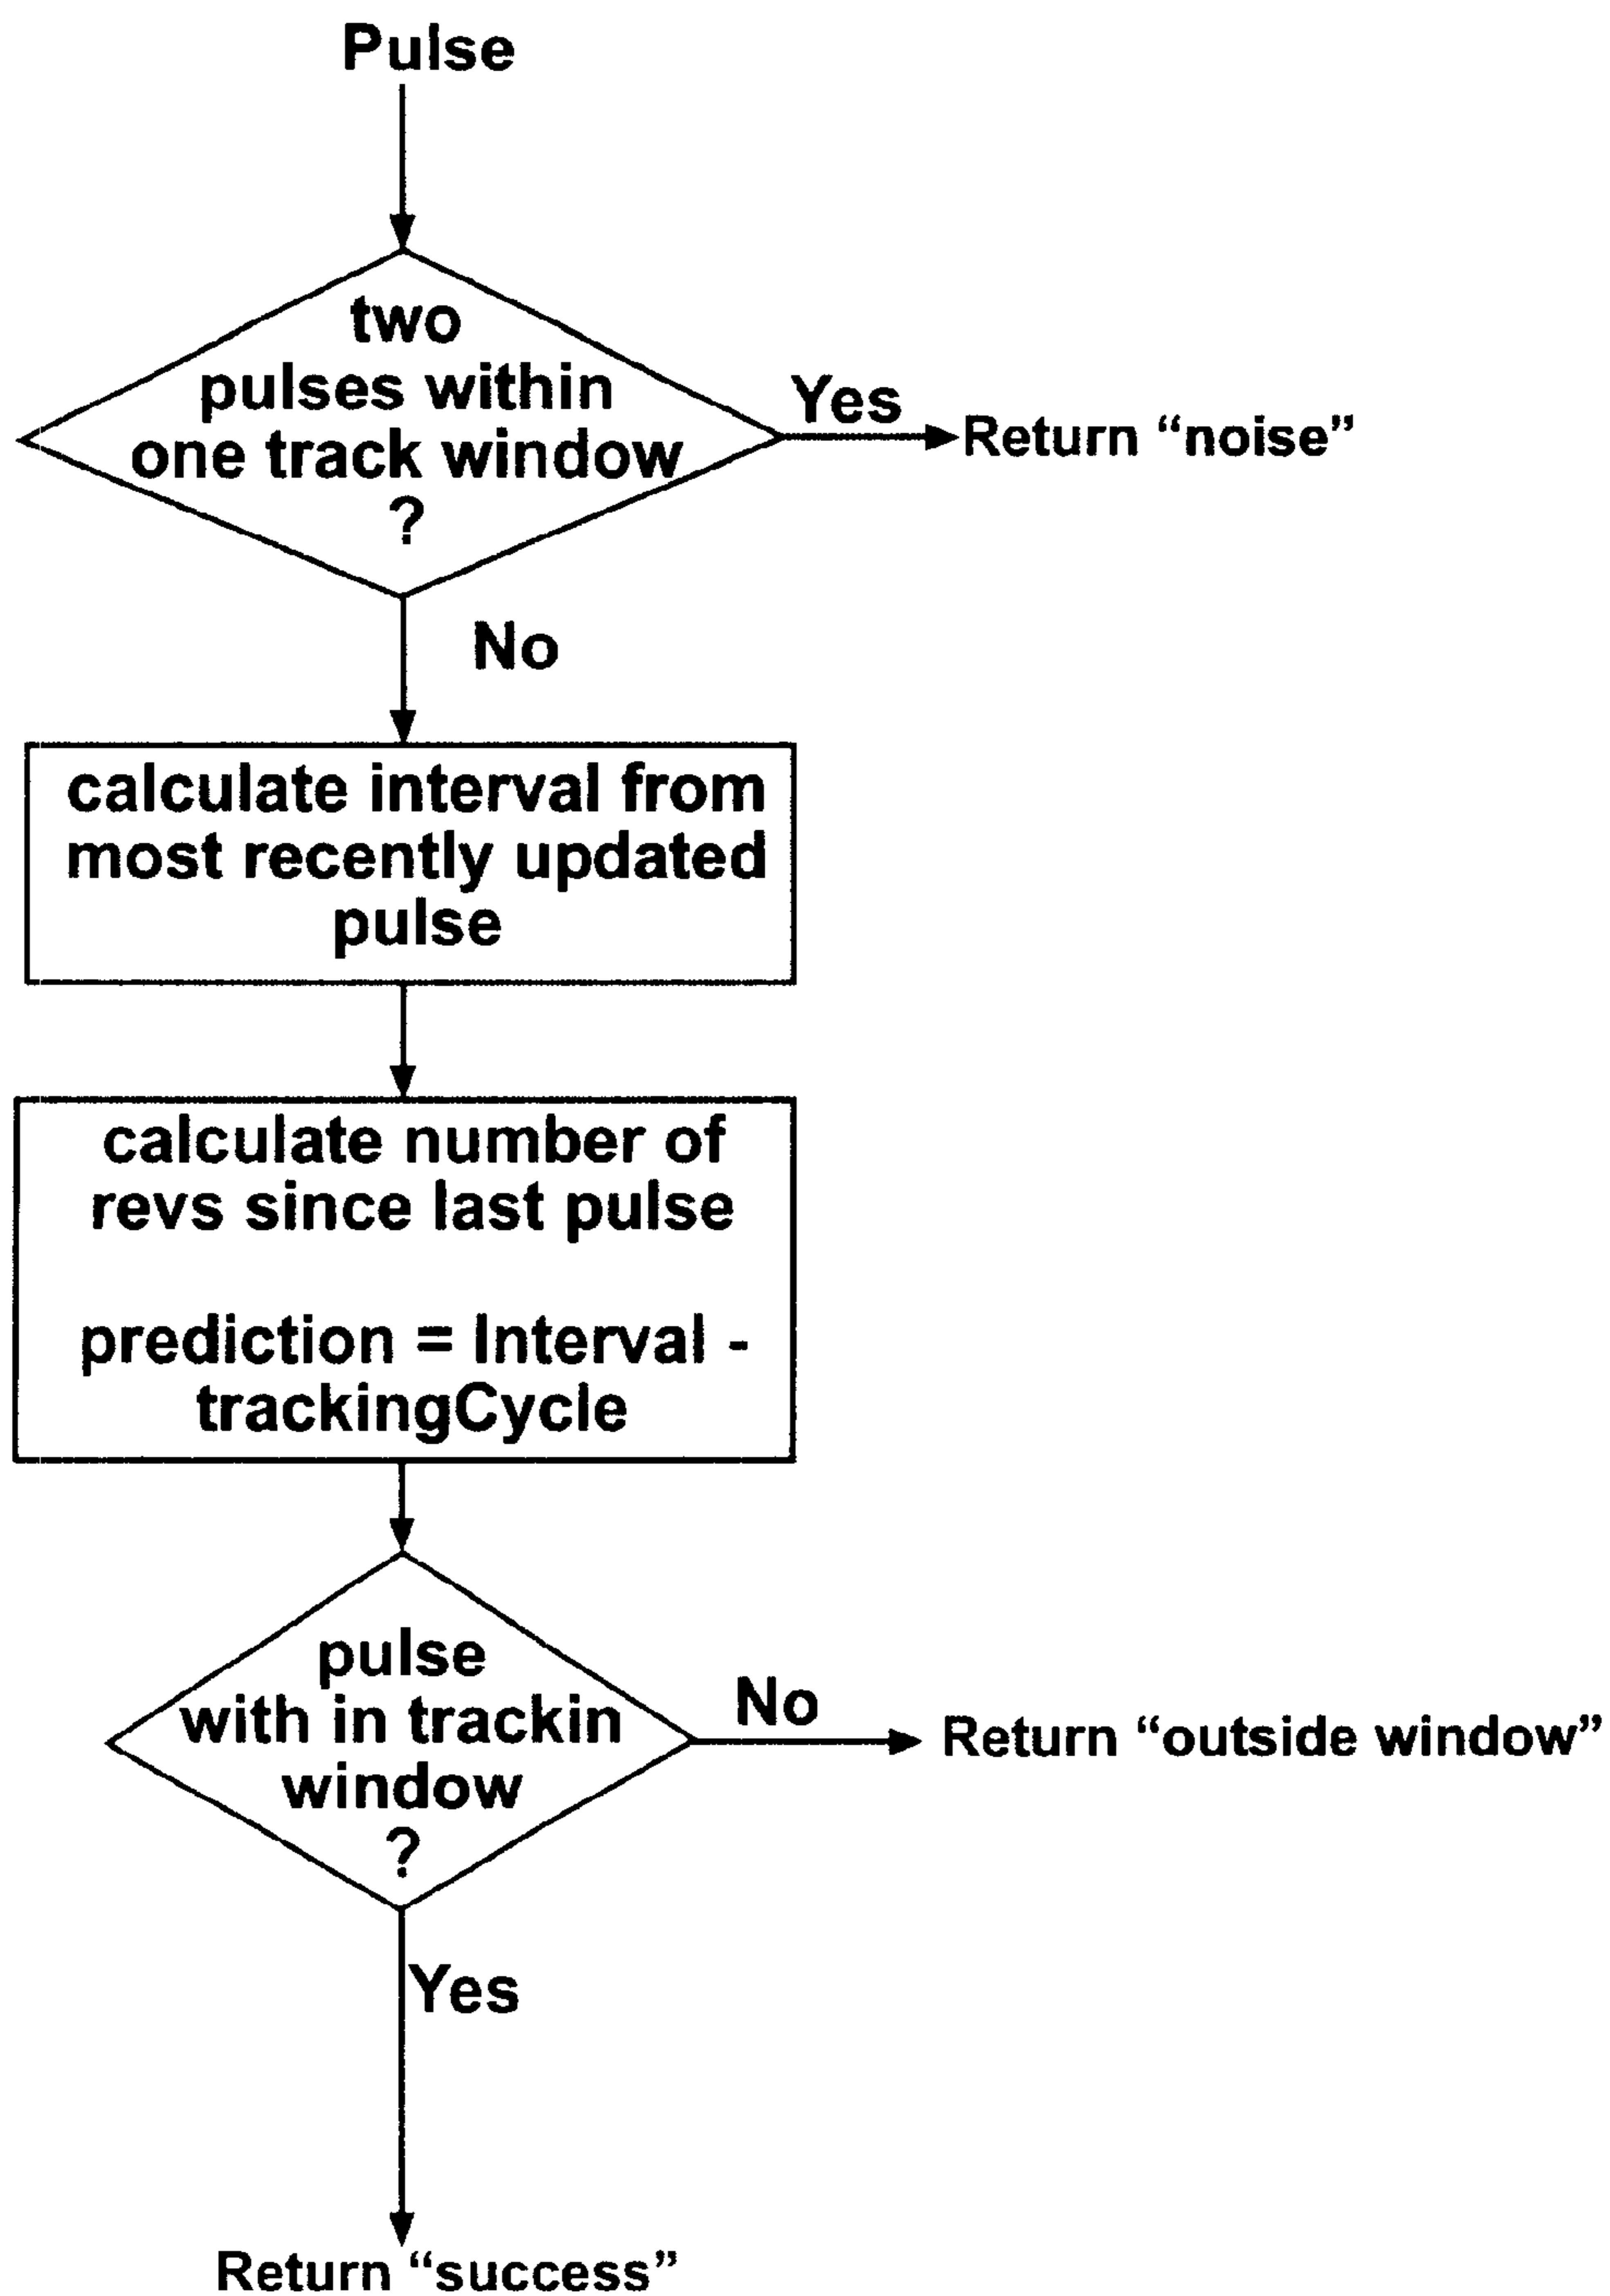 Pulse
two
pulses within
one track window
?
Yes
Return “noise”
No
calculate interval from
most recently updated
pulse
calculate number of
revs since last pulse
prediction = Interval -
trackingCycle
pulse
with in trackin
window
?
No
Return “outside window”
Yes
Return “success”